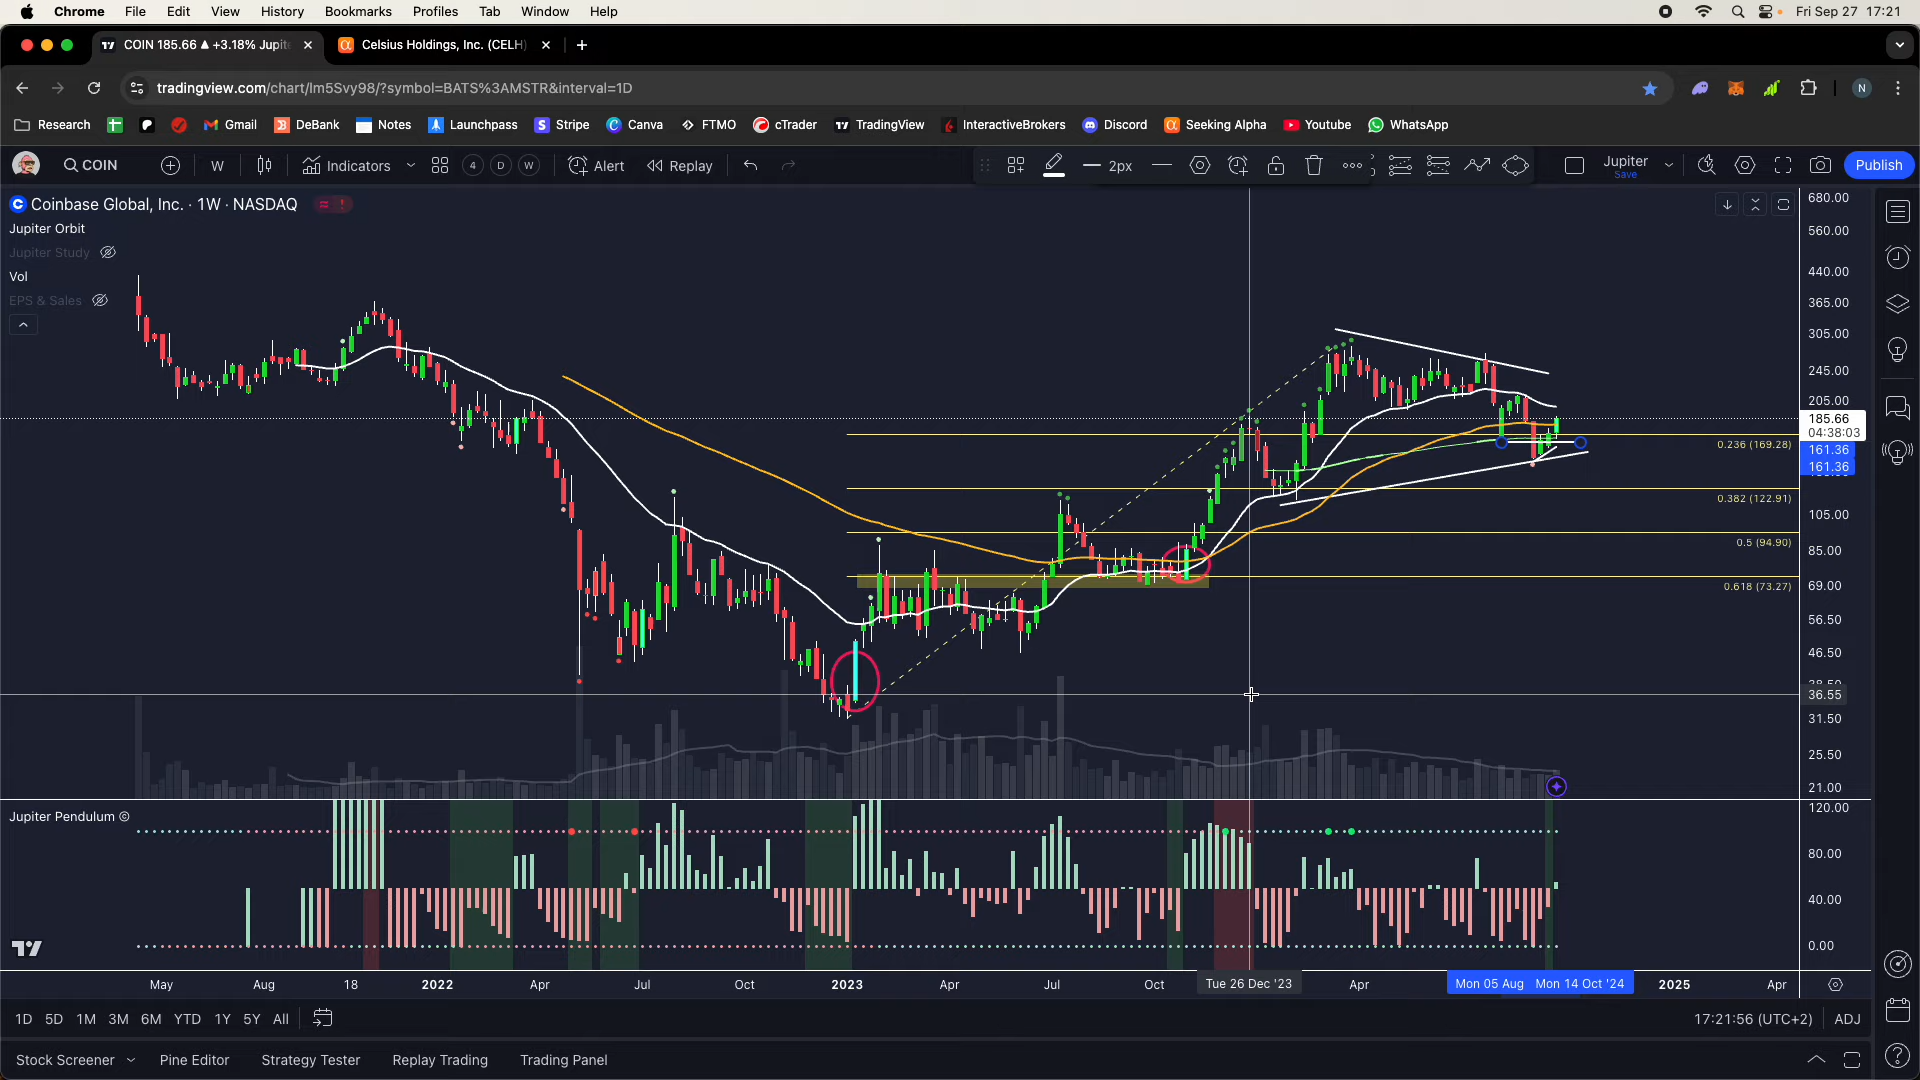 Chrome File Edit View History Bookmarks Profiles Tab Window Help Fri Sep 27 17:21
COIN 185.66 ▲ +3.18% Jupit
Celsius Holdings, Inc. (CELH)
tradingview.com/chart/lm5Svy98/?symbol=BATS%3AMSTR&interval=1D
N
Research Gmail DeBank Notes Launchpass Stripe Canva FTMO cTrader TradingView InteractiveBrokers Discord Seeking Alpha Youtube WhatsApp
COIN W Indicators 4 D W Alert Replay 2px Jupiter Publish
Save
Coinbase Global, Inc. · 1W · NASDAQ
Jupiter Orbit
Jupiter Study
Vol
EPS & Sales
680.00
560.00
440.00
365.00
305.00
245.00
205.00
185.66
04:38:03
0.236 (169.28)
161.36
161.36
0.382 (122.91)
105.00
0.5 (94.90)
85.00
0.618 (73.27)
69.00
56.50
46.50
36.55
31.50
25.50
21.00
Jupiter Pendulum ©
120.00
80.00
40.00
0.00
May Aug 18 2022 Apr Jul Oct 2023 Apr Jul Oct Tue 26 Dec '23 Apr Mon 05 Aug Mon 14 Oct '24 2025 Apr
1D 5D 1M 3M 6M YTD 1Y 5Y All 17:21:56 (UTC+2) ADJ
Stock Screener Pine Editor Strategy Tester Replay Trading Trading Panel